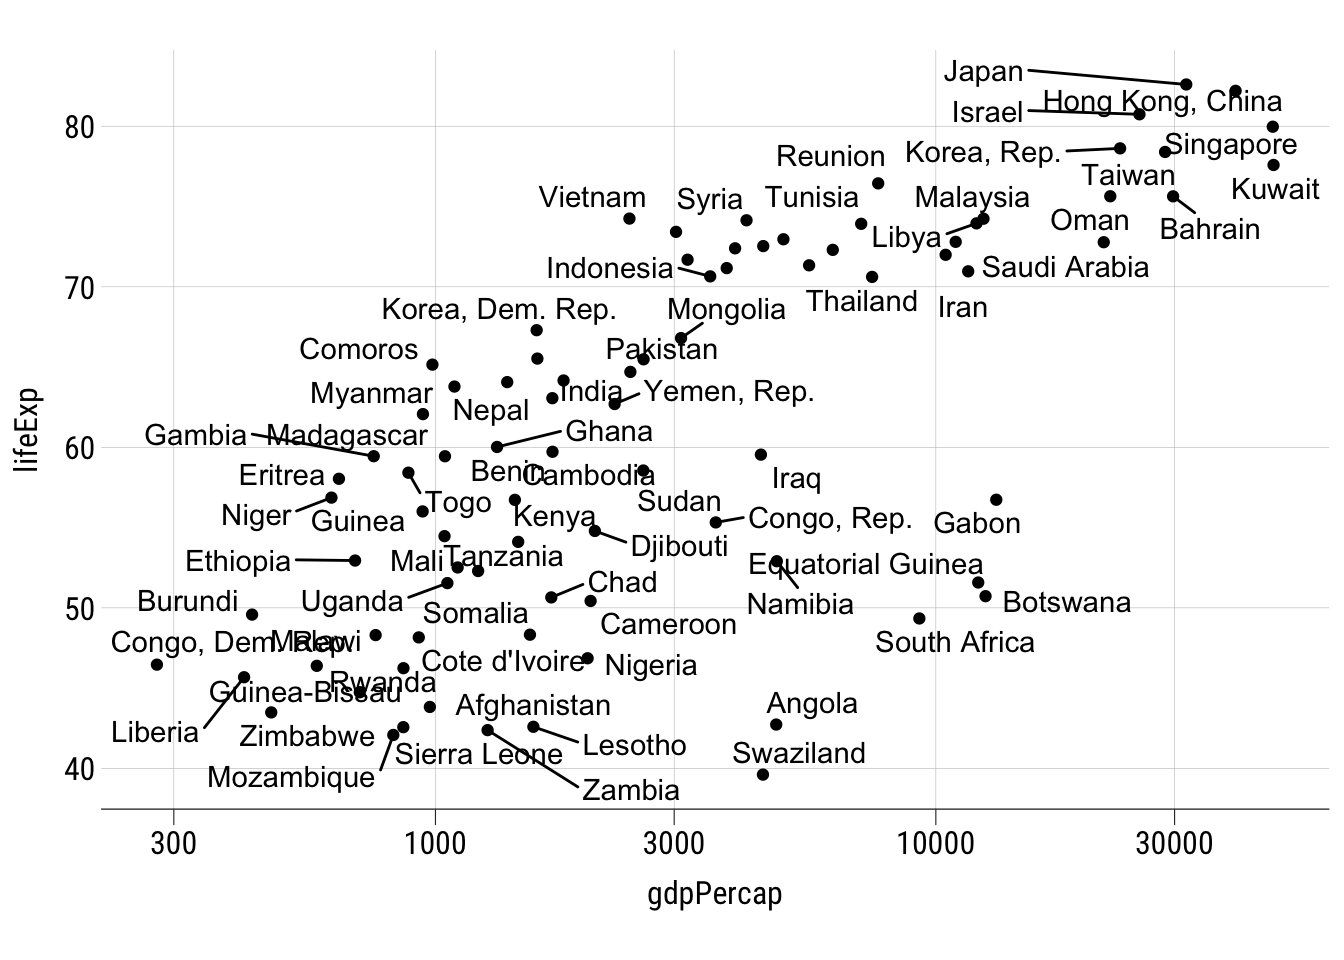 Japan
Hong Kong, China
Israel
Singapore
Korea, Rep.
Reunion
Taiwan
Kuwait
Vietnam
Syria
Tunisia
Malaysia
Oman
Bahrain
Libya
Indonesia
Saudi Arabia
Thailand
Iran
Korea, Dem. Rep.
Mongolia
Comoros
Pakistan
Myanmar
India
Yemen, Rep.
Nepal
Gambia
Madagascar
Ghana
Eritrea
Benin
Cambodia
Iraq
Niger
Guinea
Togo
Kenya
Sudan
Congo, Rep.
Gabon
Ethiopia
Mali
Tanzania
Djibouti
Equatorial Guinea
Burundi
Uganda
Somalia
Chad
Namibia
Botswana
Cameroon
Congo, Dem. Rep.
Malawi
South Africa
Cote d'Ivoire
Nigeria
Guinea-Bissau
Rwanda
Afghanistan
Angola
Liberia
Zimbabwe
Sierra Leone
Lesotho
Swaziland
Mozambique
Zambia
80
70
60
50
40
lifeExp
300
1000
3000
10000
30000
gdpPercap